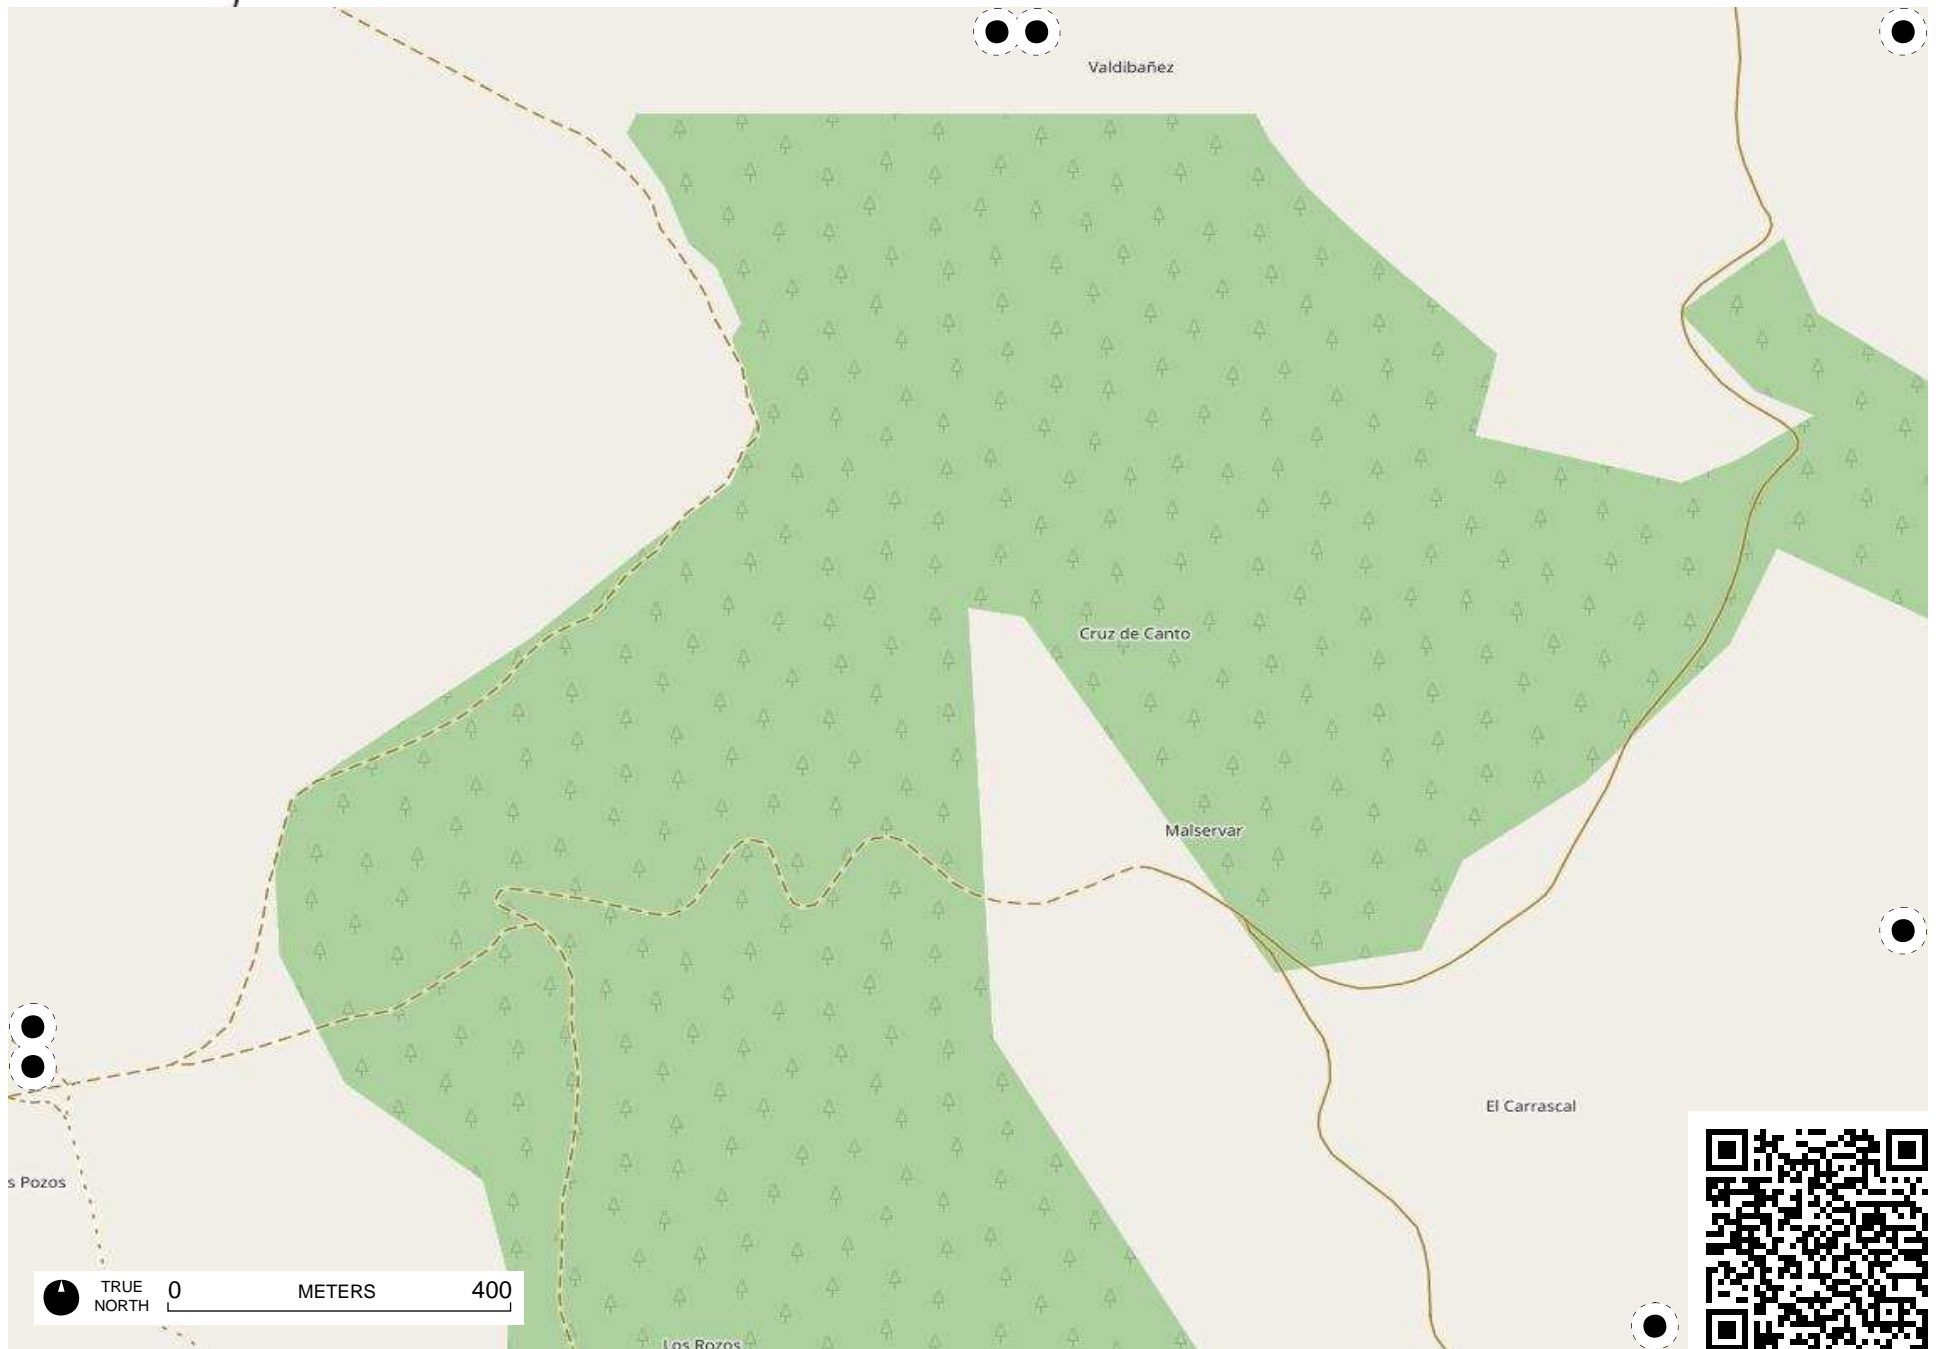 Valdibañez
Cruz de Canto
Malservar
El Carrascal
s Pozos
TRUE
NORTH
0 METERS 400
Los Rozos